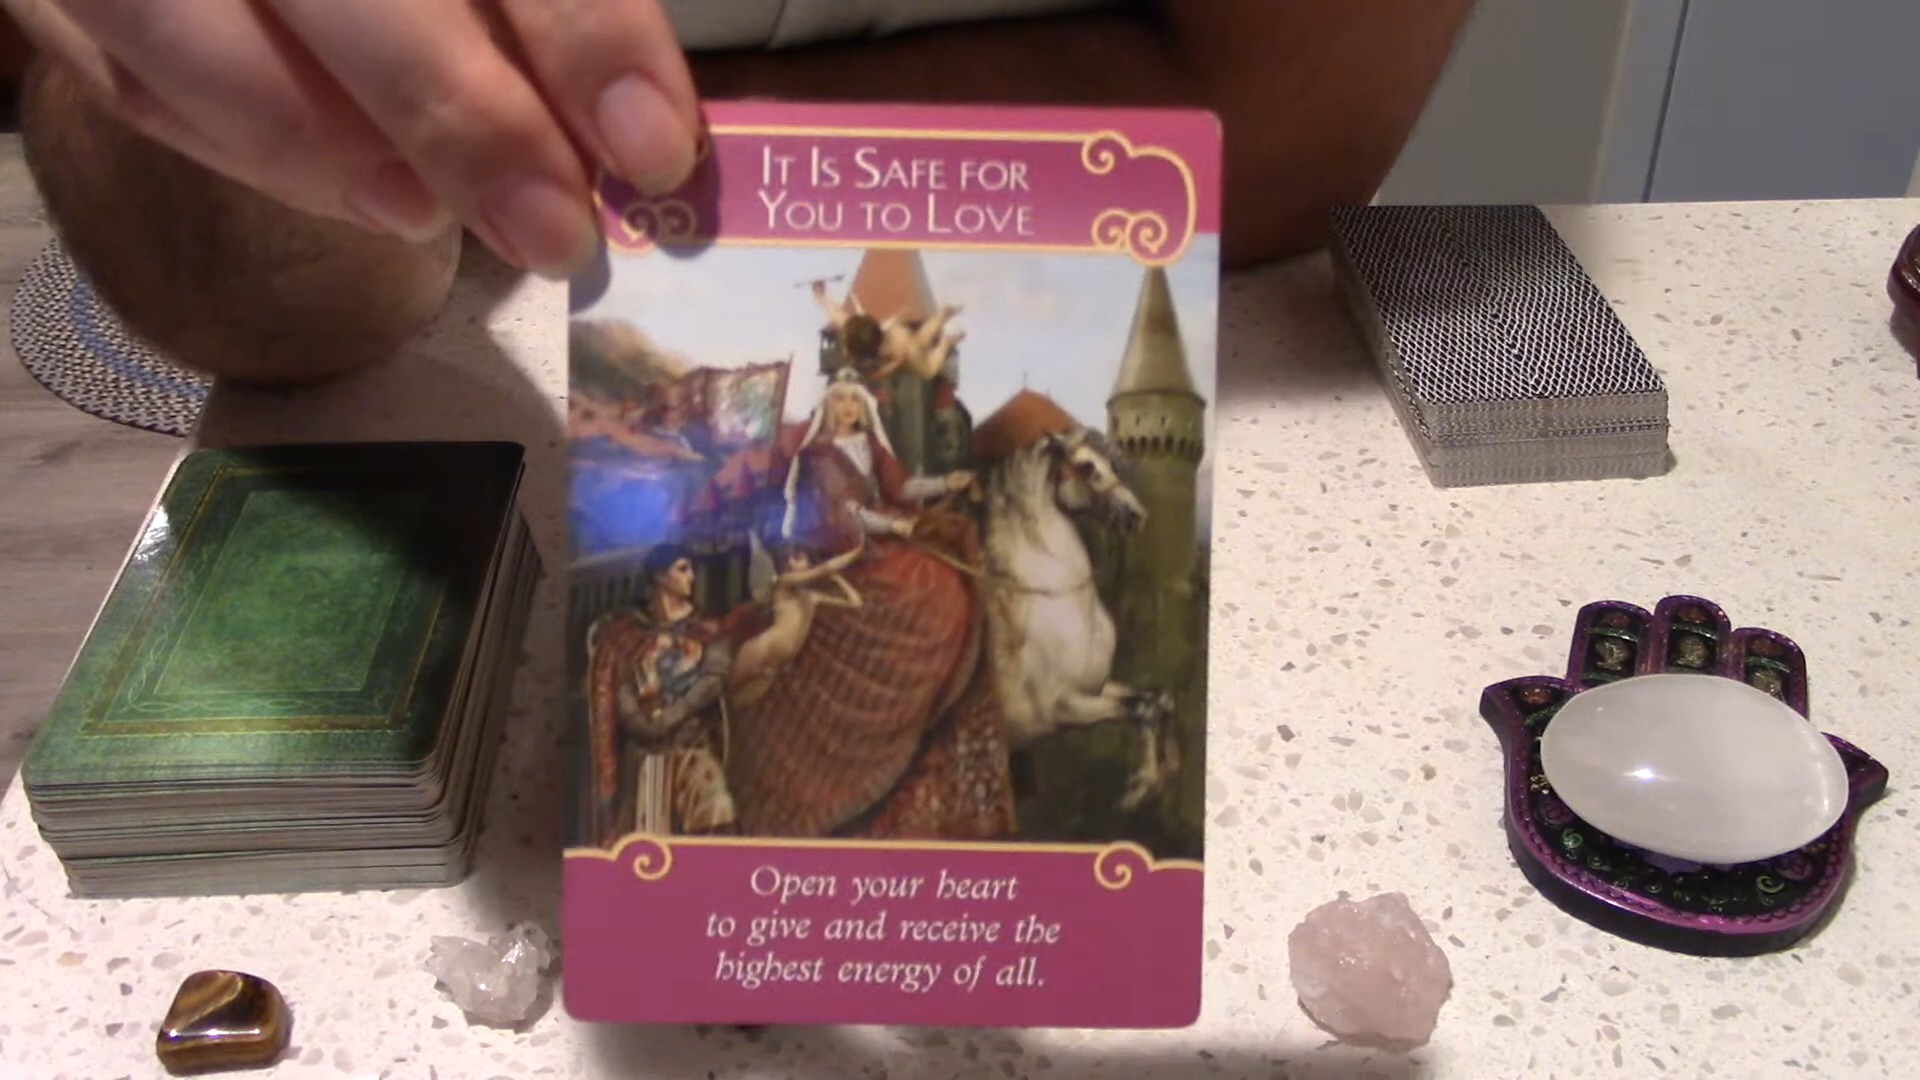 It Is Safe for
You to Love
Open your heart
to give and receive the
highest energy of all.